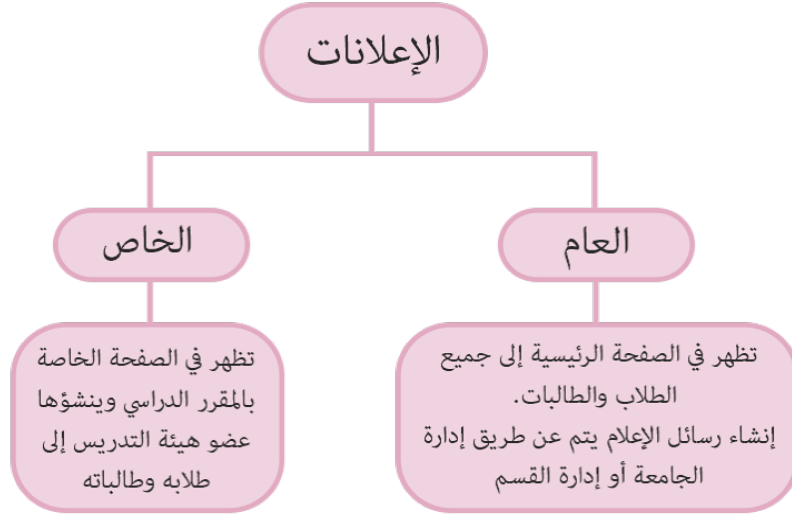 الإعلانات
العام
الخاص
تظهر في الصفحة الرئيسية إلى جميع
الطلاب والطالبات.
إنشاء رسائل الإعلام يتم عن طريق إدارة
الجامعة أو إدارة القسم
تظهر في الصفحة الخاصة
بالمقرر الدراسي وينشؤها
عضو هيئة التدريس إلى
طلابه وطالباته